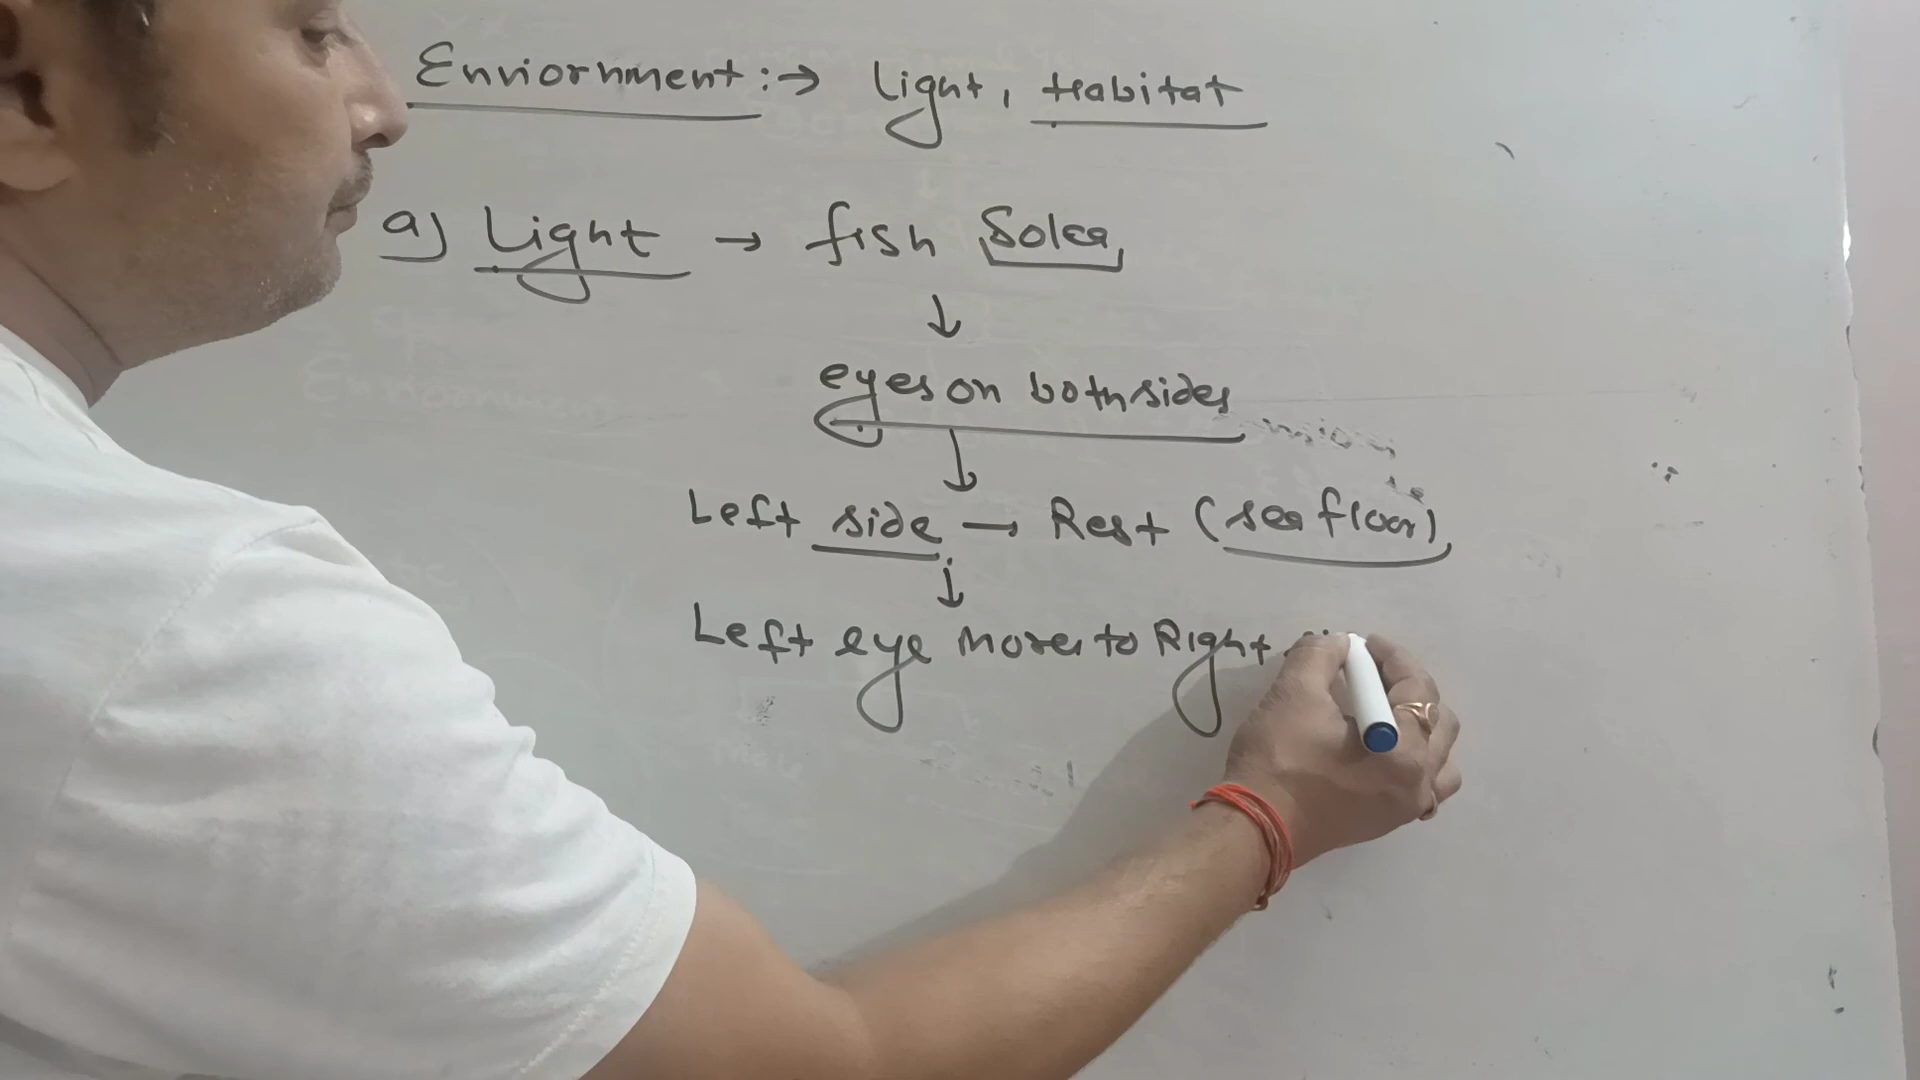 Enviornment :→ Light, Habitat
a) Light → fish Solea
↓
eyes on both sides
↓
Left side → Rest (sea floor)
↓
Left eye moves to Right